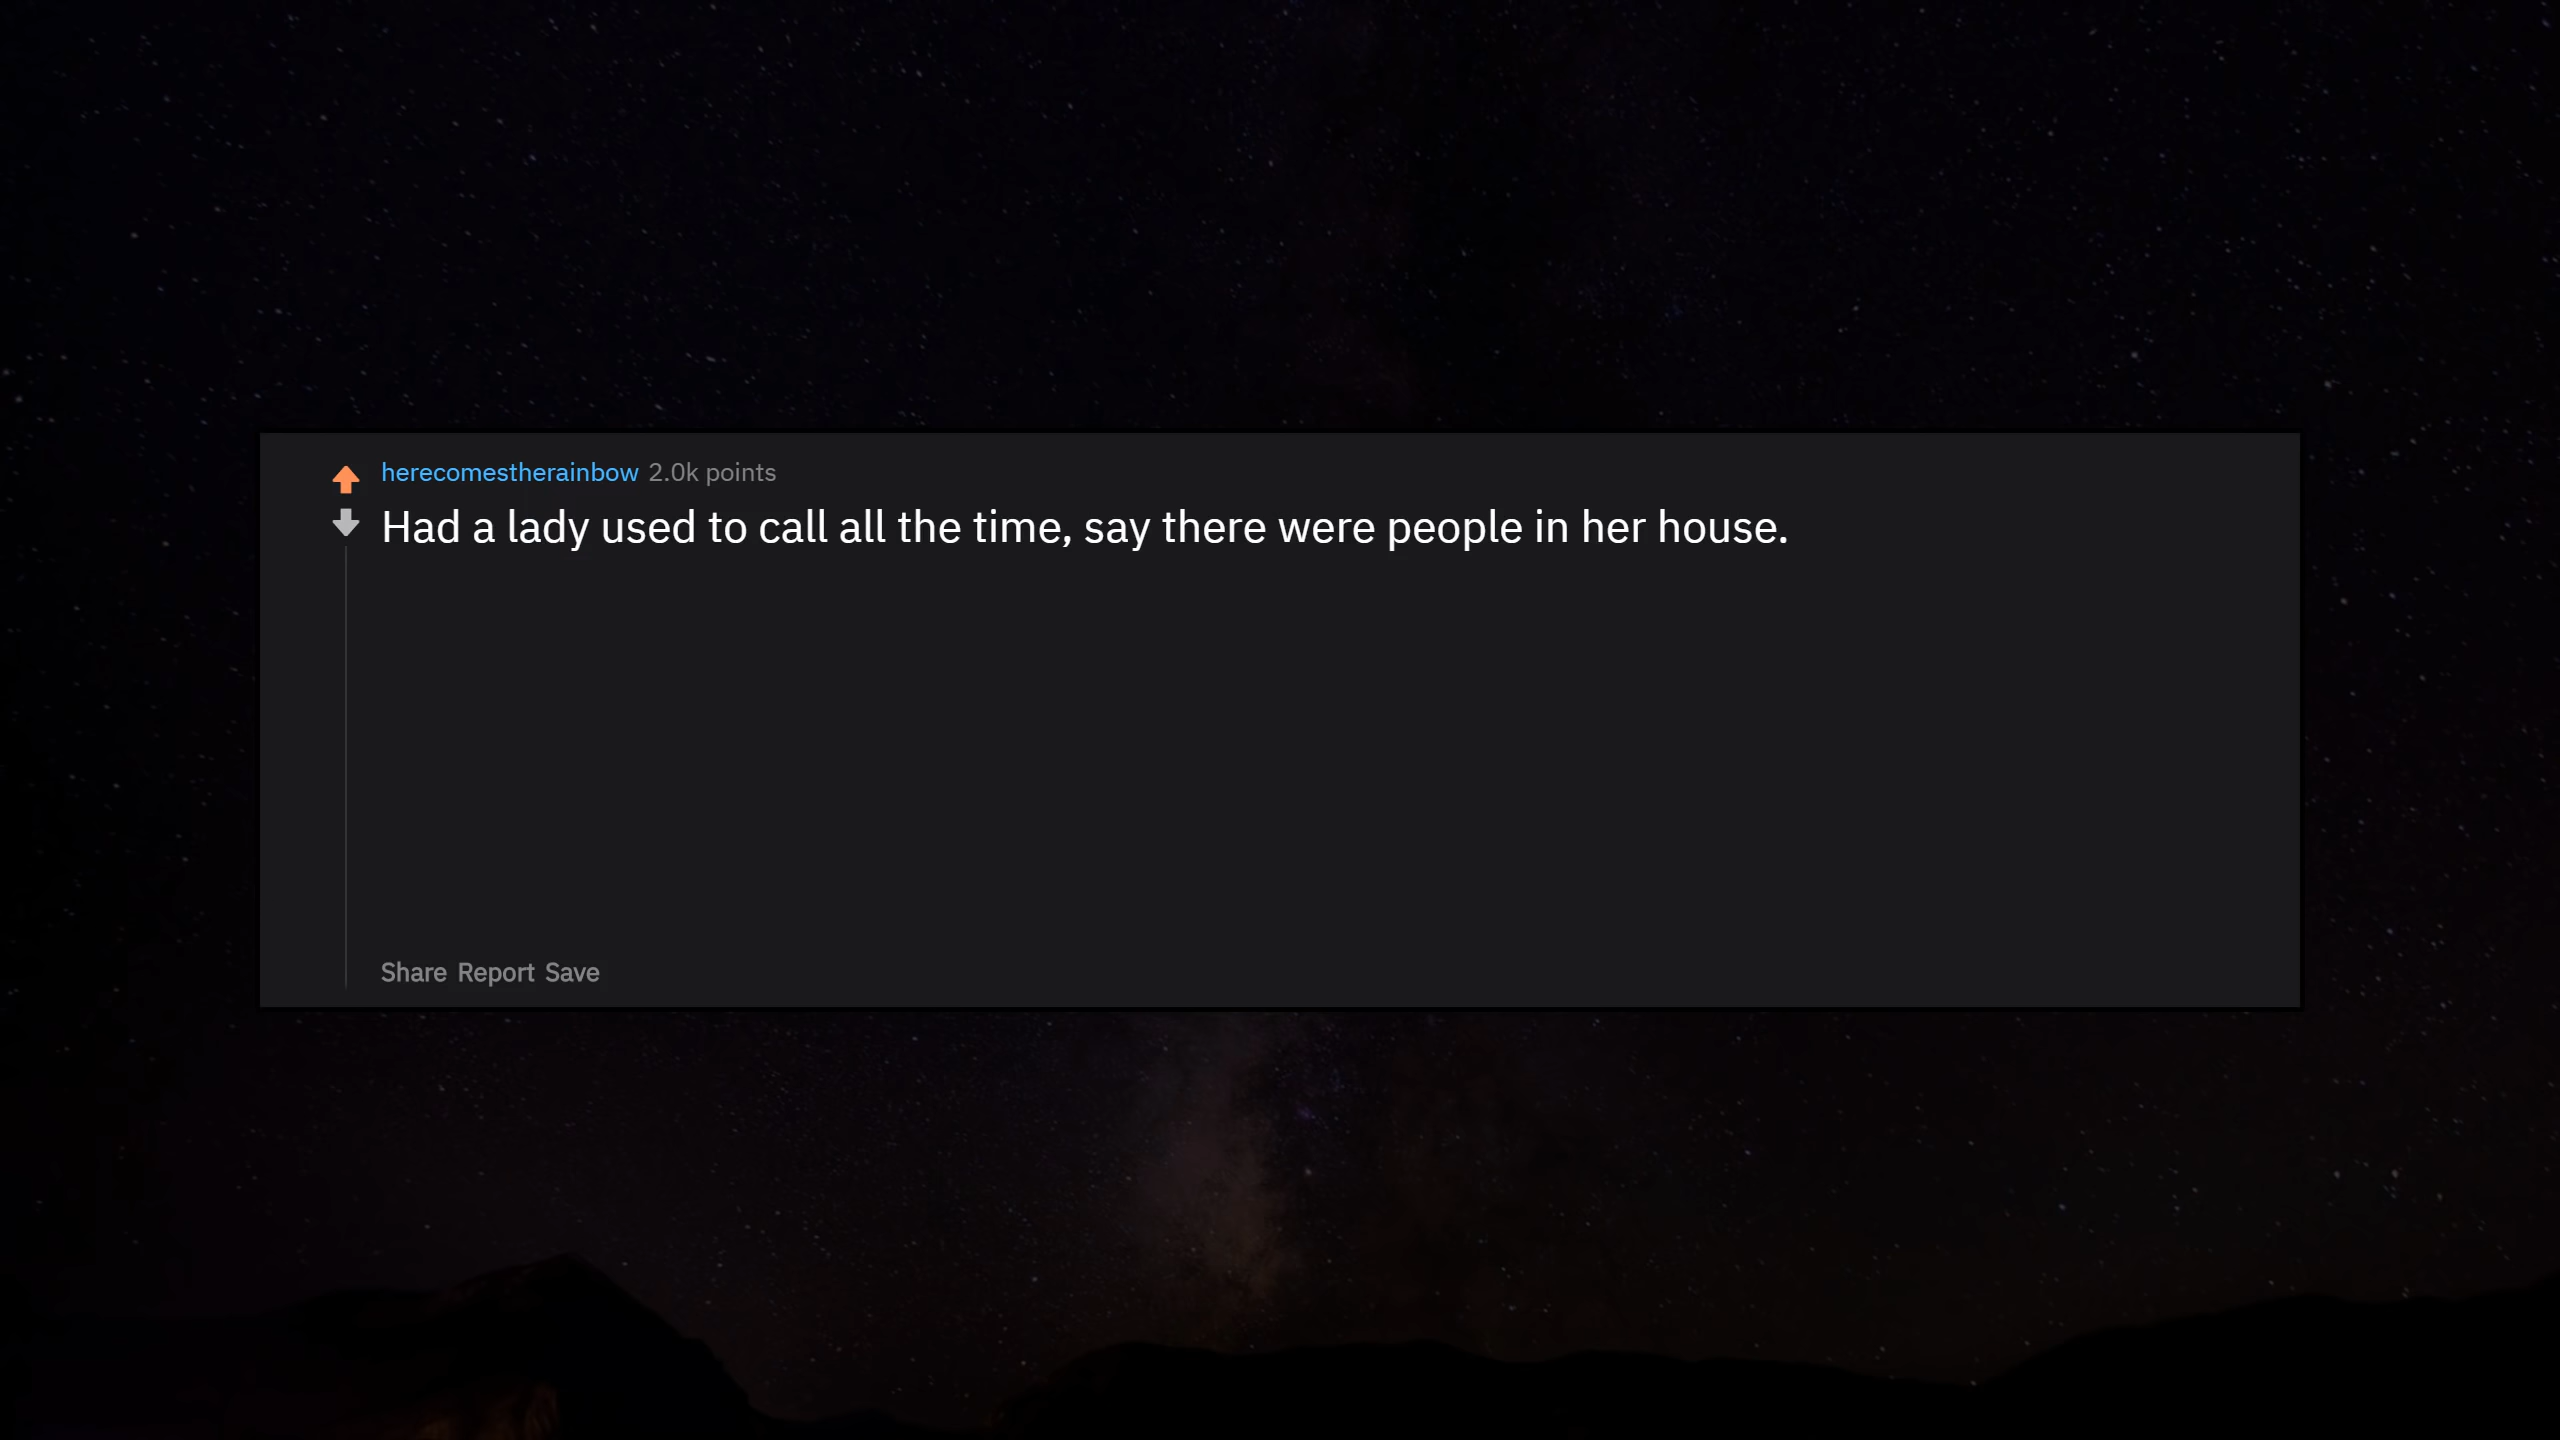 herecomestherainbow 2.0k points
Had a lady used to call all the time, say there were people in her house.
Share Report Save